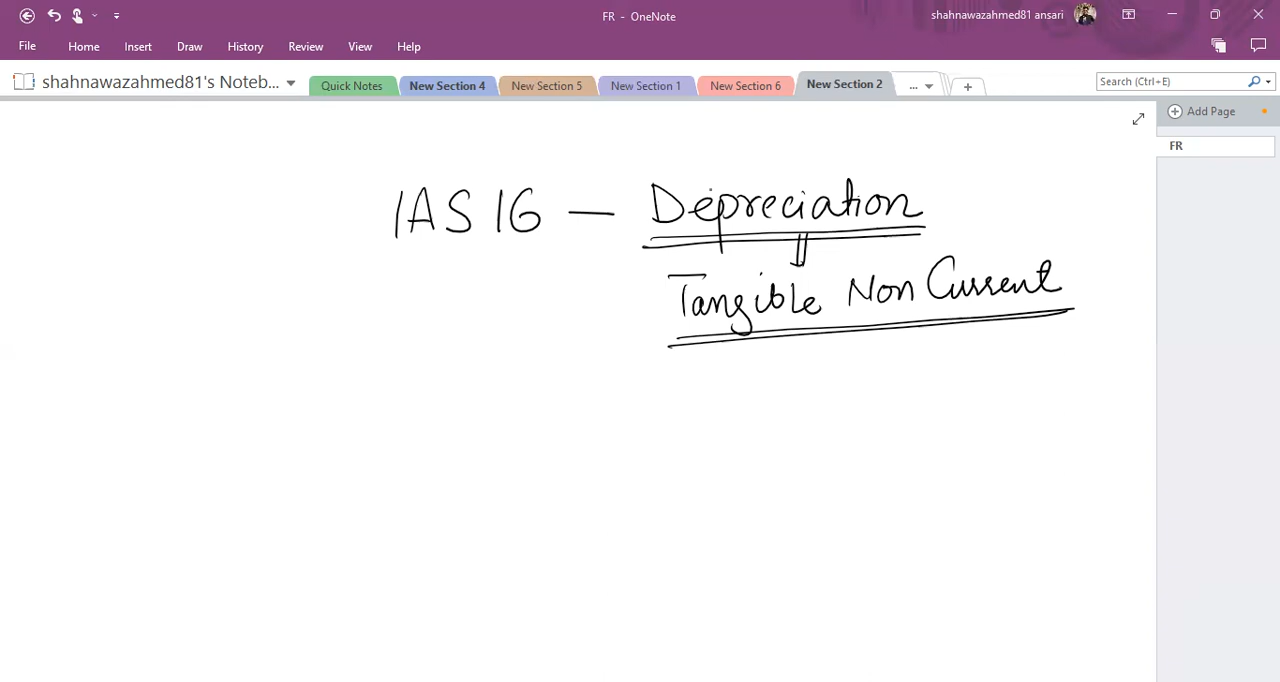 FR - OneNote
shahnawazahmed81 ansari
File Home Insert Draw History Review View Help
shahnawazahmed81's Noteb... Quick Notes New Section 4 New Section 5 New Section 1 New Section 6 New Section 2 ... + Search (Ctrl+E)
Add Page
FR
IAS 16 — Depreciation
Tangible Non Current